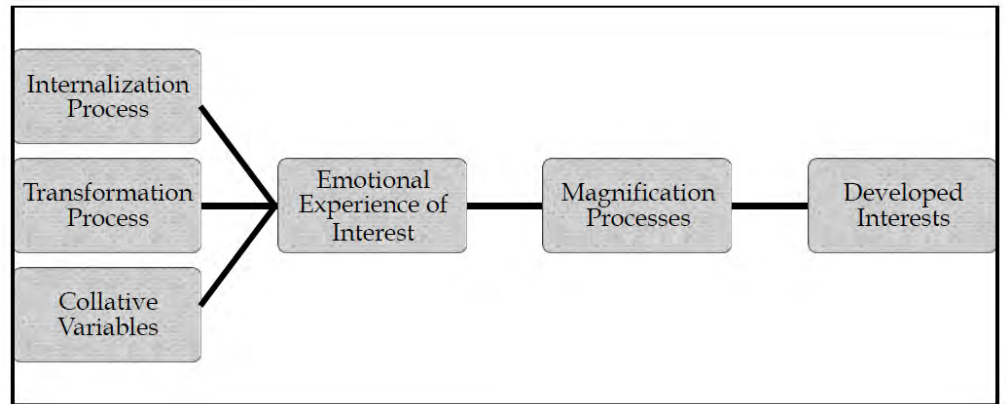 Internalization
Process
Transformation
Process
Collative
Variables
Emotional
Experience of
Interest
Magnification
Processes
Developed
Interests